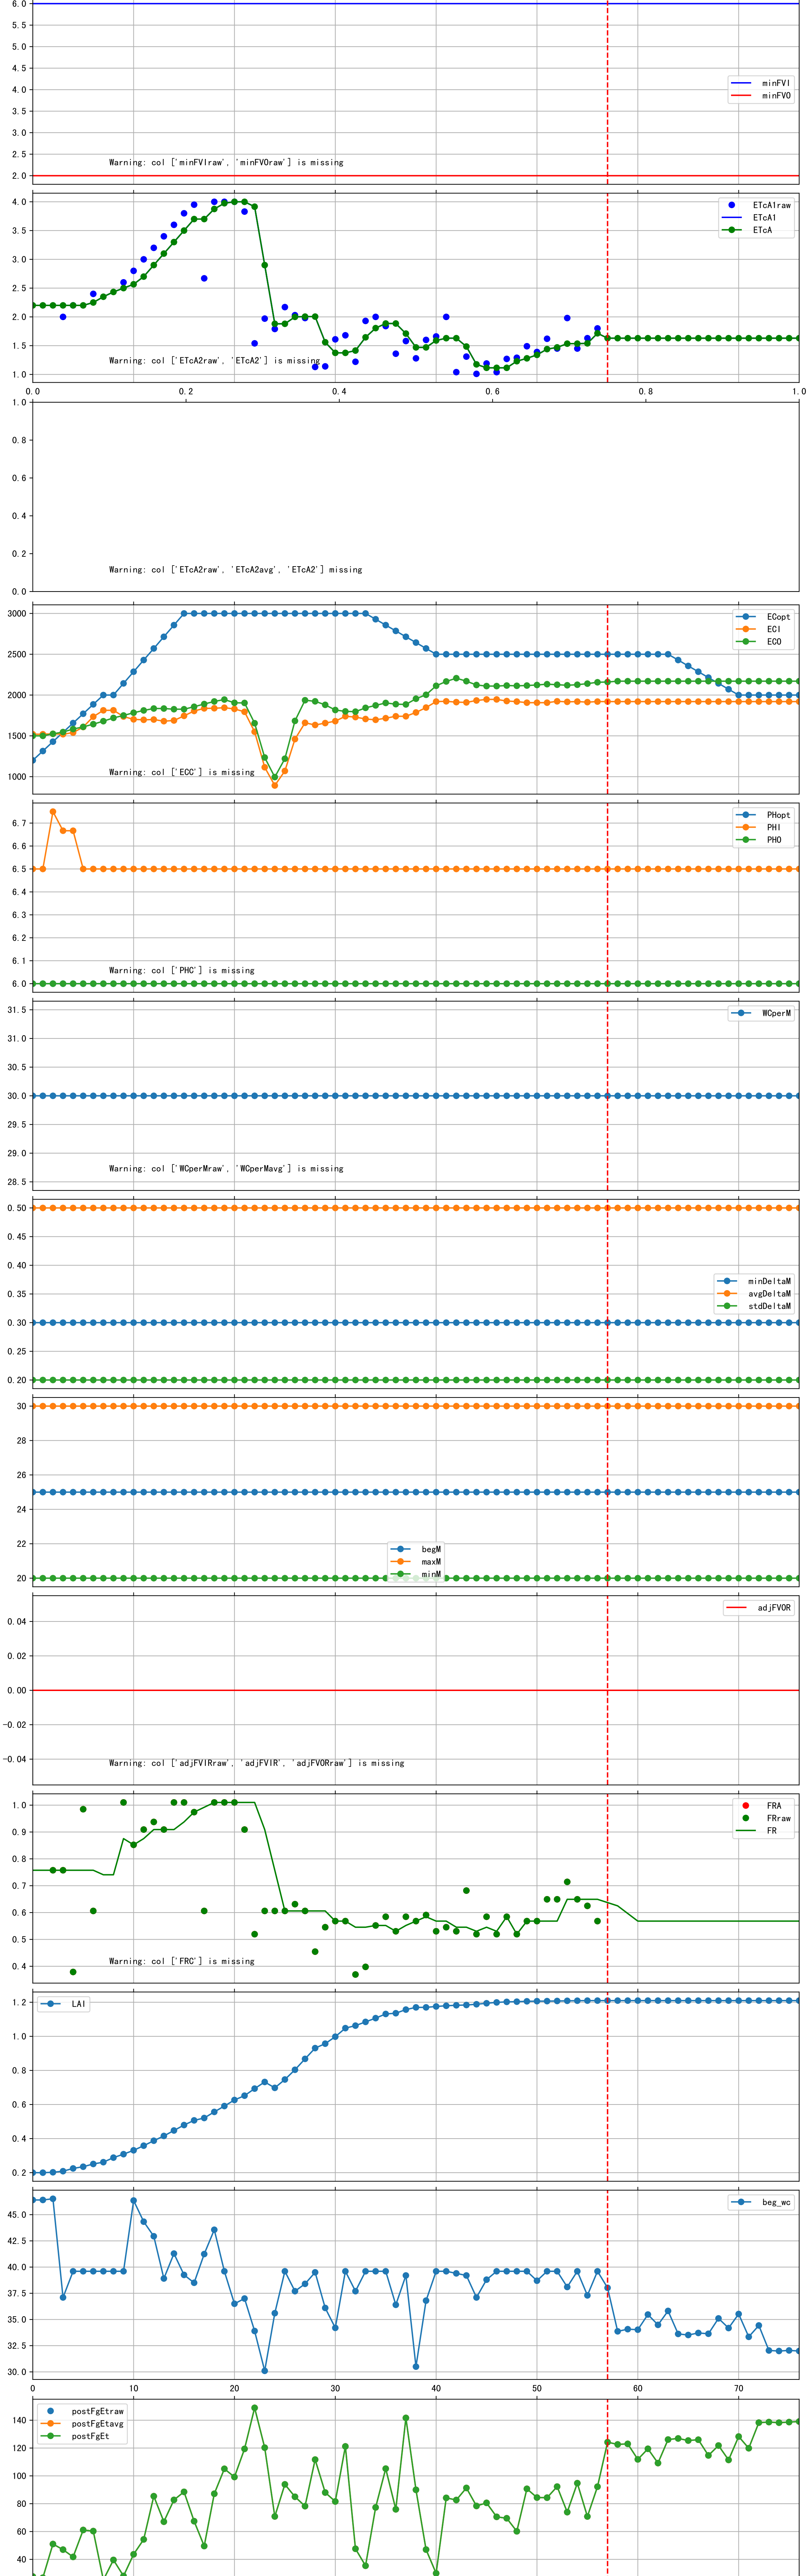 6.0
5.5
5.0
4.5
4.0
3.5
3.0
2.5
2.0
minFVI
minFVO
Warning: col ['minFVIraw', 'minFVOraw'] is missing
4.0
3.5
3.0
2.5
2.0
1.5
1.0
ETcA1raw
ETcA1
ETcA
Warning: col ['ETcA2raw', 'ETcA2'] is missing
0.0 0.2 0.4 0.6 0.8 1.0
1.0
0.8
0.6
0.4
0.2
0.0
Warning: col ['ETcA2raw', 'ETcA2avg', 'ETcA2'] missing
3000
2500
2000
1500
1000
ECopt
ECI
ECO
Warning: col ['ECC'] is missing
6.7
6.6
6.5
6.4
6.3
6.2
6.1
6.0
PHopt
PHI
PHO
Warning: col ['PHC'] is missing
31.5
31.0
30.5
30.0
29.5
29.0
28.5
WCperM
Warning: col ['WCperMraw', 'WCperMavg'] is missing
0.50
0.45
0.40
0.35
0.30
0.25
0.20
minDeltaM
avgDeltaM
stdDeltaM
30
28
26
24
22
20
begM
maxM
minM
0.04
0.02
0.00
−0.02
−0.04
adjFVOR
Warning: col ['adjFVIRraw', 'adjFVIR', 'adjFVORraw'] is missing
1.0
0.9
0.8
0.7
0.6
0.5
0.4
FRA
FRraw
FR
Warning: col ['FRC'] is missing
1.2
1.0
0.8
0.6
0.4
0.2
LAI
45.0
42.5
40.0
37.5
35.0
32.5
30.0
beg_wc
0 10 20 30 40 50 60 70
140
120
100
80
60
40
postFgEtraw
postFgEtavg
postFgEt